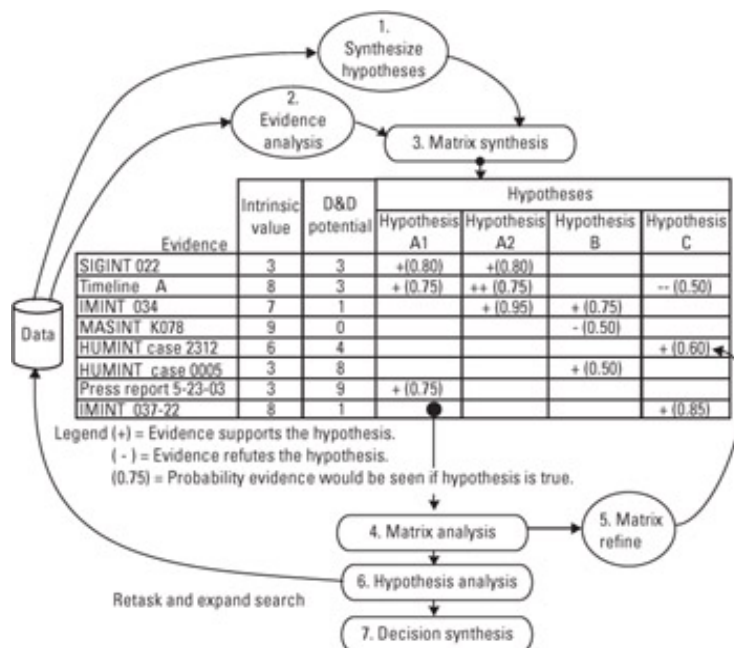 1.
Synthesize
hypotheses
2.
Evidence
analysis
3. Matrix synthesis
Evidence
Intrinsic
value
D&D
potential
Hypotheses
Hypothesis
A1
Hypothesis
A2
Hypothesis
B
Hypothesis
C
SIGINT 022 3 3 +(0.80) +(0.80)
Timeline A 8 3 + (0.75) ++ (0.75) -- (0.50)
IMINT 034 7 1 + (0.95) + (0.75)
MASINT K078 9 0 - (0.50)
HUMINT case 2312 6 4 + (0.60)
HUMINT case 0005 3 8 + (0.50)
Press report 5-23-03 3 9 + (0.75)
IMINT 037-22 8 1 + (0.85)
Data
Legend (+) = Evidence supports the hypothesis.
( - ) = Evidence refutes the hypothesis.
(0.75) = Probability evidence would be seen if hypothesis is true.
4. Matrix analysis
5. Matrix
refine
6. Hypothesis analysis
Retask and expand search
7. Decision synthesis